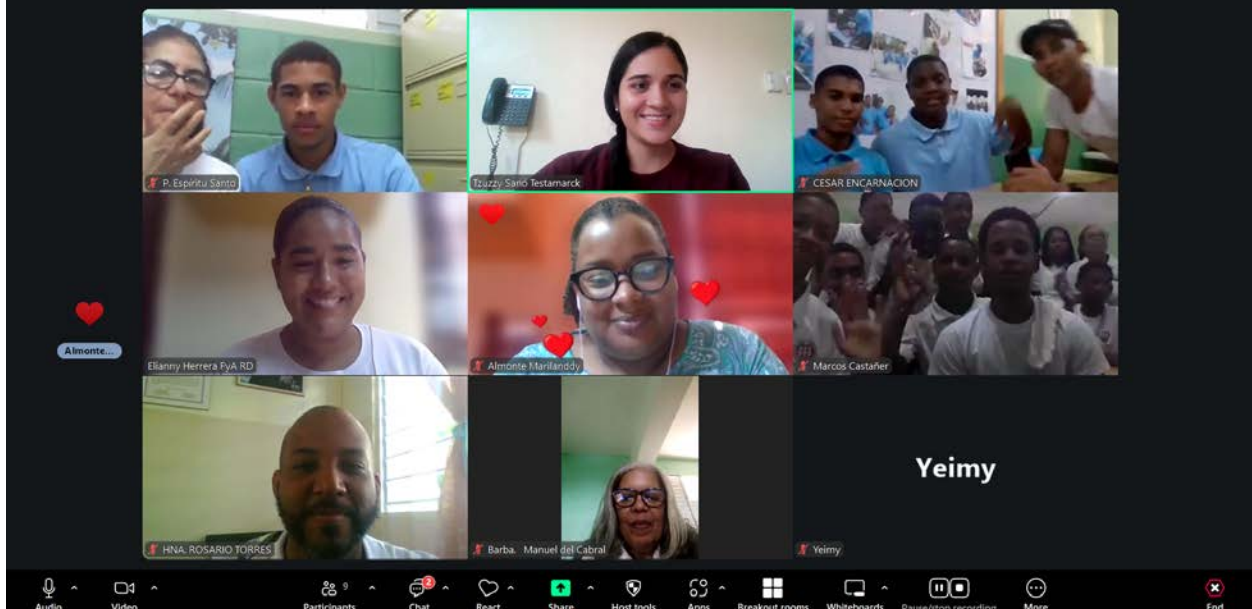 P. Espíritu Santo
Tzuzzy Sarió Testamarck
CESAR ENCARNACION
Almonte...
Elianny Herrera FyA RD
Almonte Marilanddy
Marcos Castañer
Yeimy
HNA. ROSARIO TORRES
Barba. Manuel del Cabral
Yeimy
9
2
Audio
Video
Participants
Chat
React
Share
Host tools
Apps
Breakout rooms
Whiteboards
Pause/stop recording
More
End